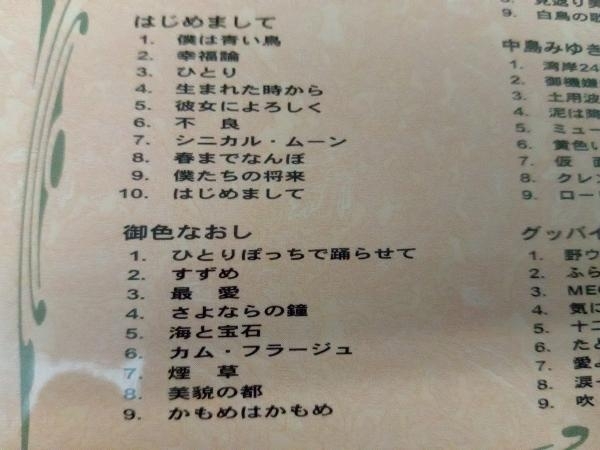 はじめまして
1. 僕は青い鳥
2. 幸福論
3. ひとり
4. 生まれた時から
5. 彼女によろしく
6. 不 良
7. シニカル・ムーン
8. 春までなんぼ
9. 僕たちの将来
10. はじめまして
御色なおし
1. ひとりぽっちで踊らせて
2. すずめ
3. 最 愛
4. さよならの鐘
5. 海と宝石
6. カム・フラージュ
7. 煙 草
8. 美貌の都
9. かもめはかもめ
9. 白鳥の歌
中島みゆき
1. 湾岸24
2. 御機嫌
3. 土用波
4. 泥は降
5. ミュー
6. 黄色い
7. 仮 面
8. クレン
9. ロー
グッバイ
1. 野ウ
2. ふら
3. ME
4. 気に
5. 十二
6. たと
7. 愛よ
8. 涙
9. 吹